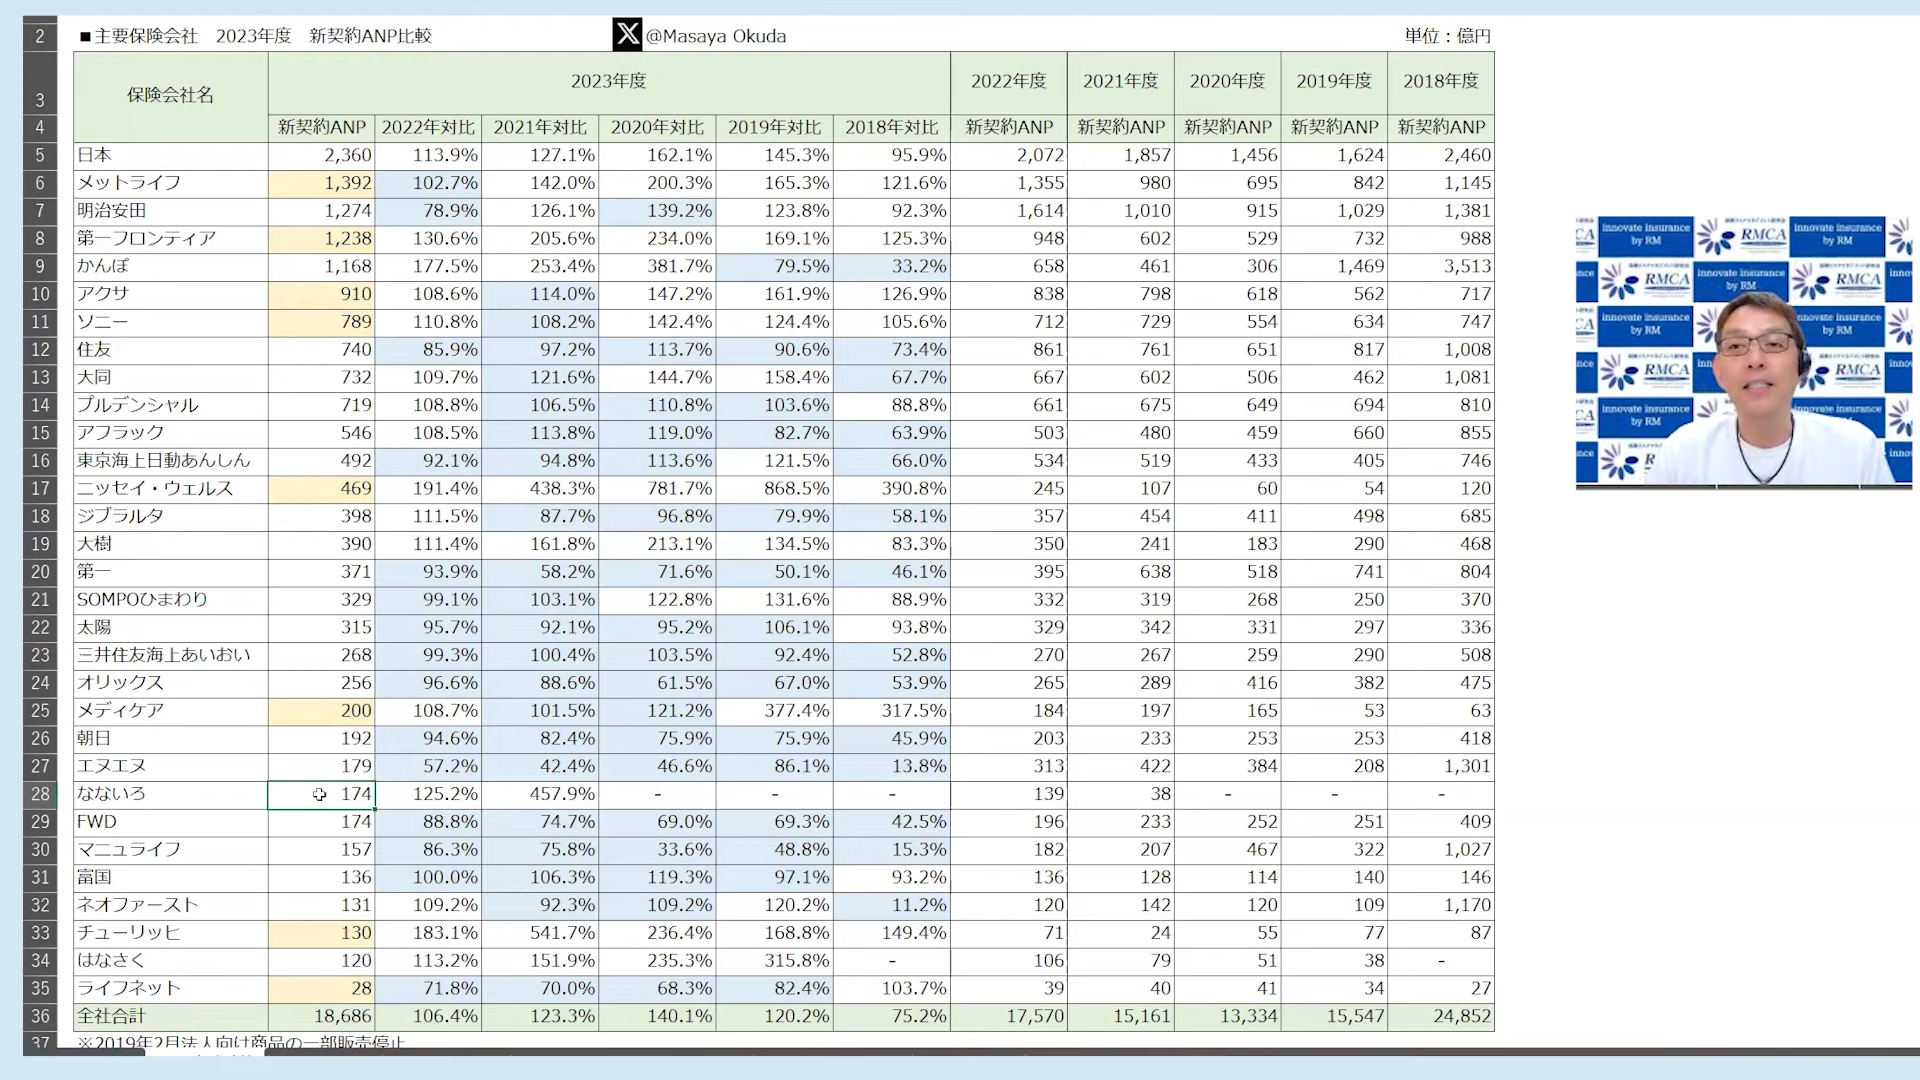 2 ■主要保険会社 2023年度 新契約ANP比較 X @Masaya Okuda 単位：億円
3 保険会社名 2023年度 2022年度 2021年度 2020年度 2019年度 2018年度
4 新契約ANP 2022年対比 2021年対比 2020年対比 2019年対比 2018年対比 新契約ANP 新契約ANP 新契約ANP 新契約ANP 新契約ANP
5 日本 2,360 113.9% 127.1% 162.1% 145.3% 95.9% 2,072 1,857 1,456 1,624 2,460
6 メットライフ 1,392 102.7% 142.0% 200.3% 165.3% 121.6% 1,355 980 695 842 1,145
7 明治安田 1,274 78.9% 126.1% 139.2% 123.8% 92.3% 1,614 1,010 915 1,029 1,381
8 第一フロンティア 1,238 130.6% 205.6% 234.0% 169.1% 125.3% 948 602 529 732 988
9 かんぽ 1,168 177.5% 253.4% 381.7% 79.5% 33.2% 658 461 306 1,469 3,513
10 アクサ 910 108.6% 114.0% 147.2% 161.9% 126.9% 838 798 618 562 717
11 ソニー 789 110.8% 108.2% 142.4% 124.4% 105.6% 712 729 554 634 747
12 住友 740 85.9% 97.2% 113.7% 90.6% 73.4% 861 761 651 817 1,008
13 大同 732 109.7% 121.6% 144.7% 158.4% 67.7% 667 602 506 462 1,081
14 プルデンシャル 719 108.8% 106.5% 110.8% 103.6% 88.8% 661 675 649 694 810
15 アフラック 546 108.5% 113.8% 119.0% 82.7% 63.9% 503 480 459 660 855
16 東京海上日動あんしん 492 92.1% 94.8% 113.6% 121.5% 66.0% 534 519 433 405 746
17 ニッセイ・ウェルス 469 191.4% 438.3% 781.7% 868.5% 390.8% 245 107 60 54 120
18 ジブラルタ 398 111.5% 87.7% 96.8% 79.9% 58.1% 357 454 411 498 685
19 大樹 390 111.4% 161.8% 213.1% 134.5% 83.3% 350 241 183 290 468
20 第一 371 93.9% 58.2% 71.6% 50.1% 46.1% 395 638 518 741 804
21 SOMPOひまわり 329 99.1% 103.1% 122.8% 131.6% 88.9% 332 319 268 250 370
22 太陽 315 95.7% 92.1% 95.2% 106.1% 93.8% 329 342 331 297 336
23 三井住友海上あいおい 268 99.3% 100.4% 103.5% 92.4% 52.8% 270 267 259 290 508
24 オリックス 256 96.6% 88.6% 61.5% 67.0% 53.9% 265 289 416 382 475
25 メディケア 200 108.7% 101.5% 121.2% 377.4% 317.5% 184 197 165 53 63
26 朝日 192 94.6% 82.4% 75.9% 75.9% 45.9% 203 233 253 253 418
27 エヌエヌ 179 57.2% 42.4% 46.6% 86.1% 13.8% 313 422 384 208 1,301
28 なないろ 174 125.2% 457.9% - - - 139 38 - - -
29 FWD 174 88.8% 74.7% 69.0% 69.3% 42.5% 196 233 252 251 409
30 マニュライフ 157 86.3% 75.8% 33.6% 48.8% 15.3% 182 207 467 322 1,027
31 富国 136 100.0% 106.3% 119.3% 97.1% 93.2% 136 128 114 140 146
32 ネオファースト 131 109.2% 92.3% 109.2% 120.2% 11.2% 120 142 120 109 1,170
33 チューリッヒ 130 183.1% 541.7% 236.4% 168.8% 149.4% 71 24 55 77 87
34 はなさく 120 113.2% 151.9% 235.3% 315.8% - 106 79 51 38 -
35 ライフネット 28 71.8% 70.0% 68.3% 82.4% 103.7% 39 40 41 34 27
36 全社合計 18,686 106.4% 123.3% 140.1% 120.2% 75.2% 17,570 15,161 13,334 15,547 24,852
37 ※2019年2月法人向け商品の一部販売停止
innovate insurance by RM
RMCA